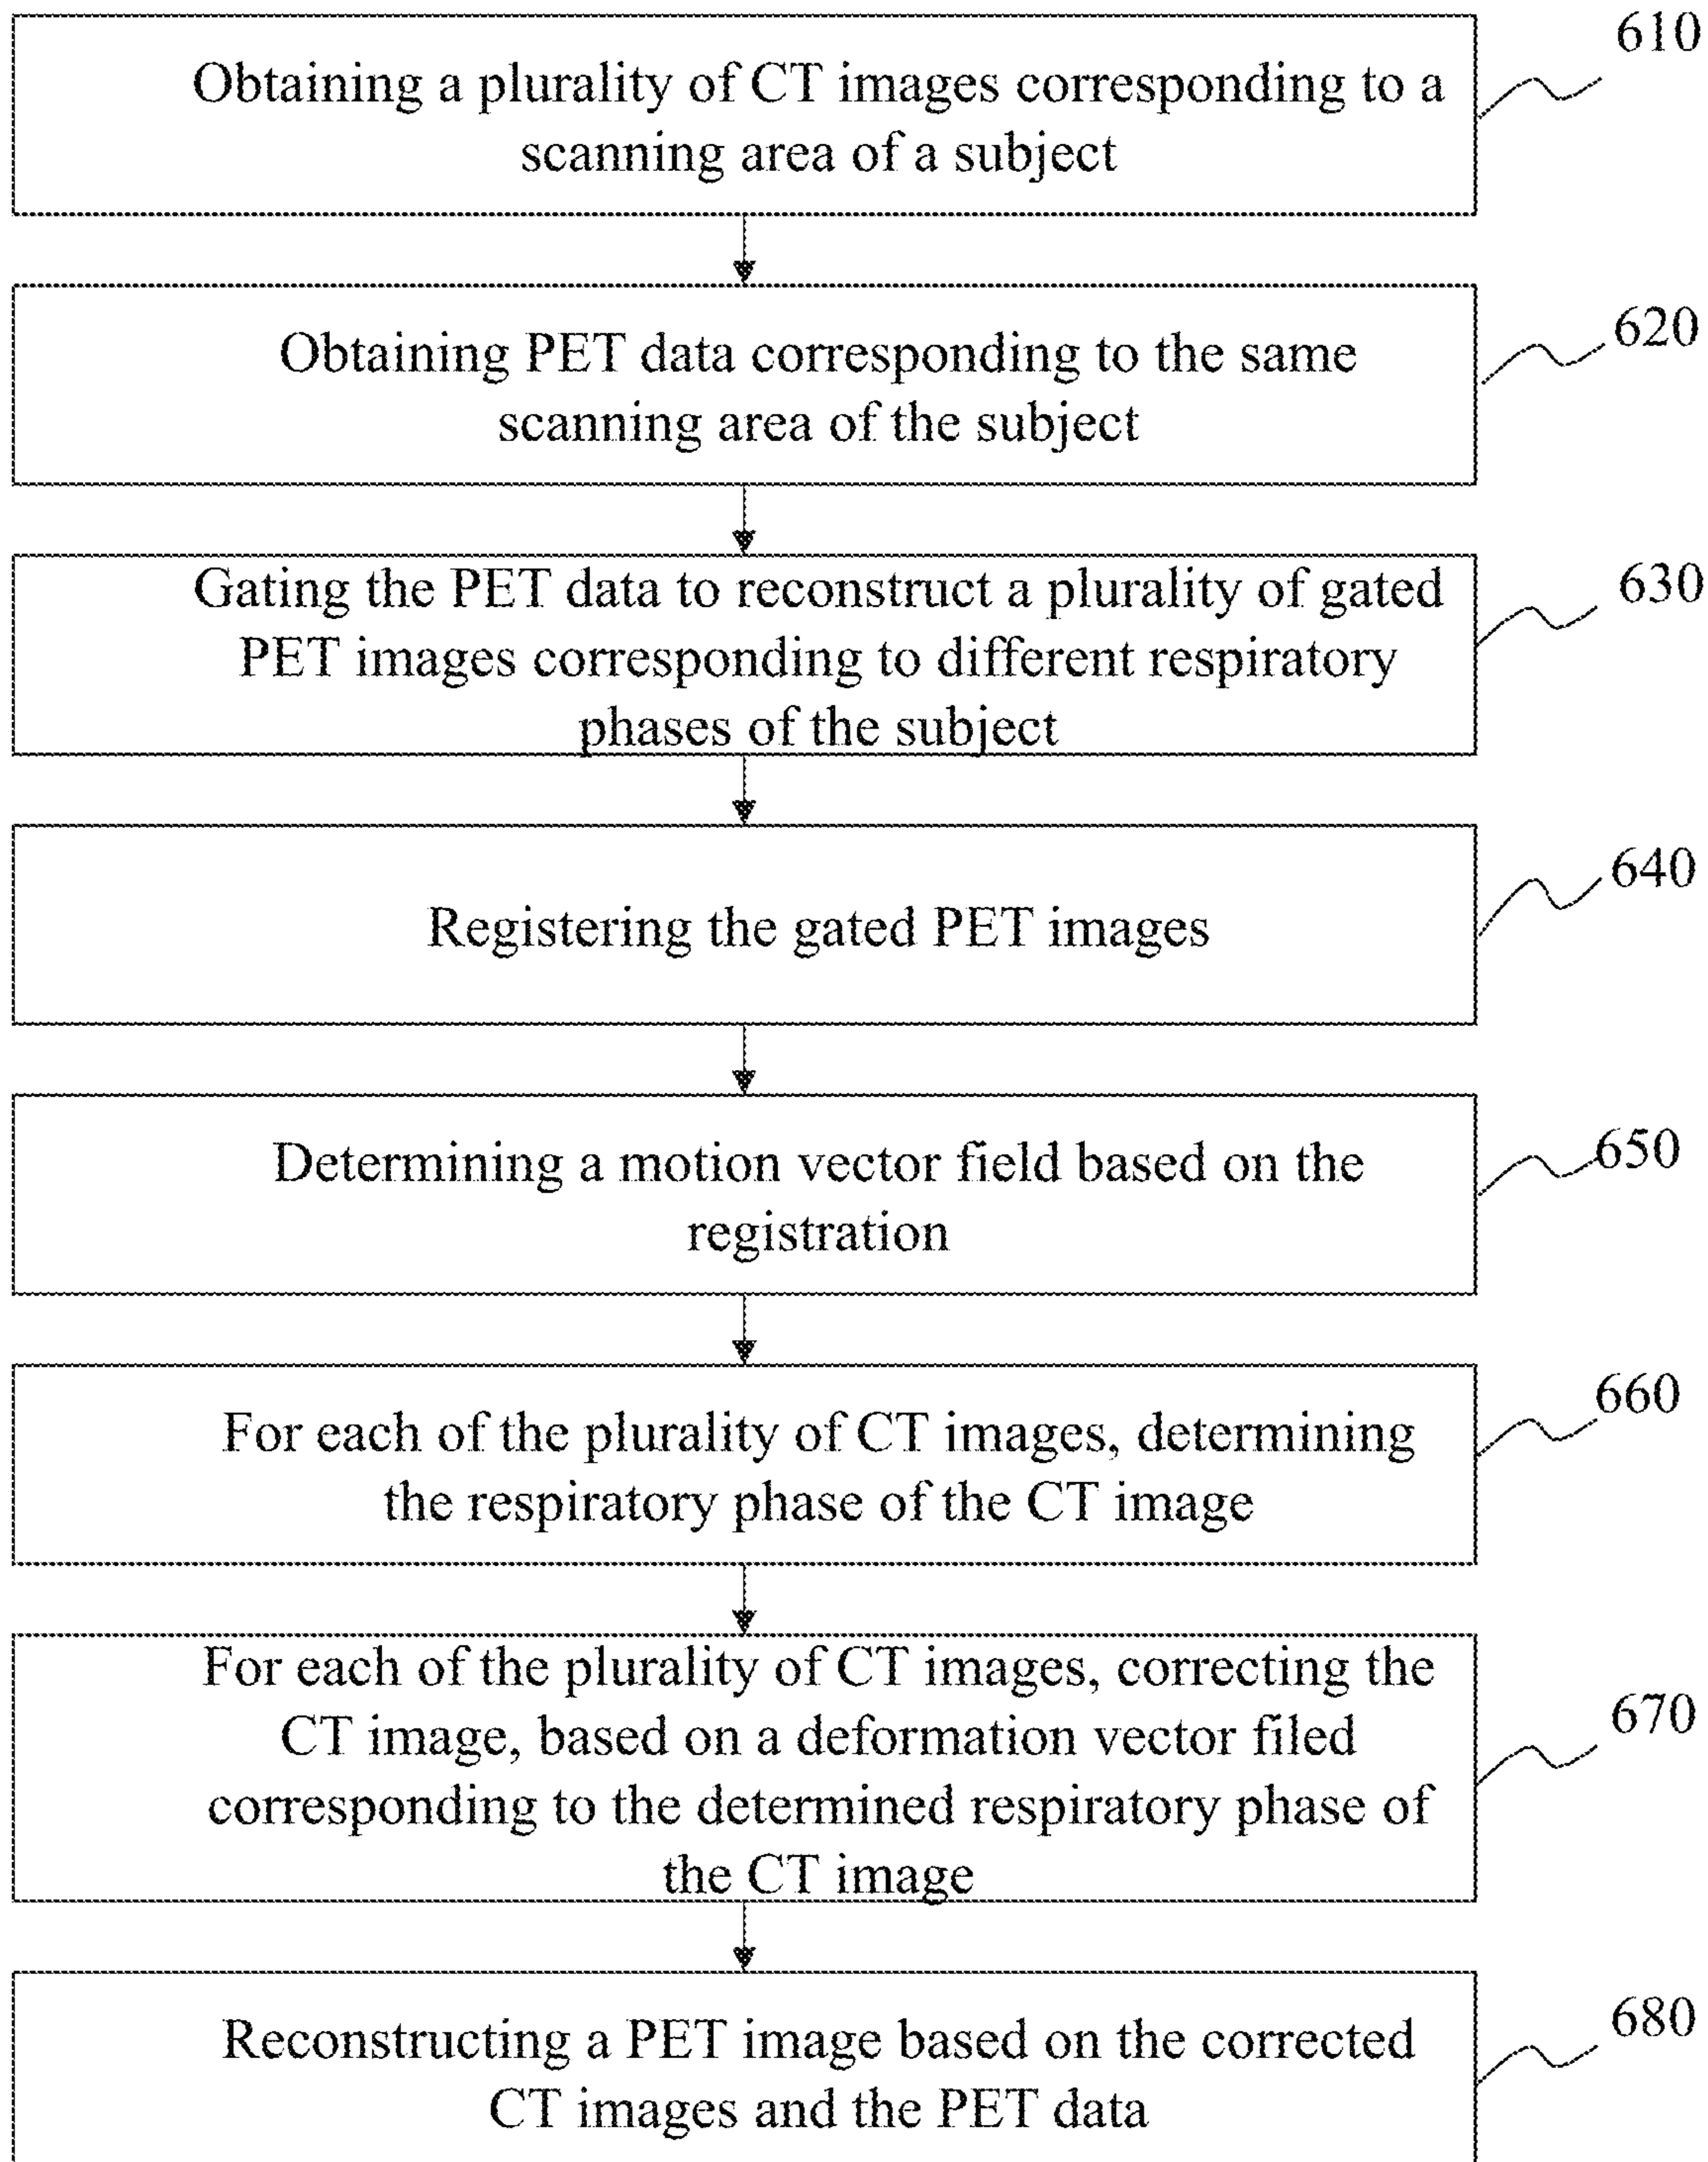 610
Obtaining a plurality of CT images corresponding to a
scanning area of a subject
620
Obtaining PET data corresponding to the same
scanning area of the subject
630
Gating the PET data to reconstruct a plurality of gated
PET images corresponding to different respiratory
phases of the subject
640
Registering the gated PET images
650
Determining a motion vector field based on the
registration
660
For each of the plurality of CT images, determining
the respiratory phase of the CT image
670
For each of the plurality of CT images, correcting the
CT image, based on a deformation vector filed
corresponding to the determined respiratory phase of
the CT image
680
Reconstructing a PET image based on the corrected
CT images and the PET data